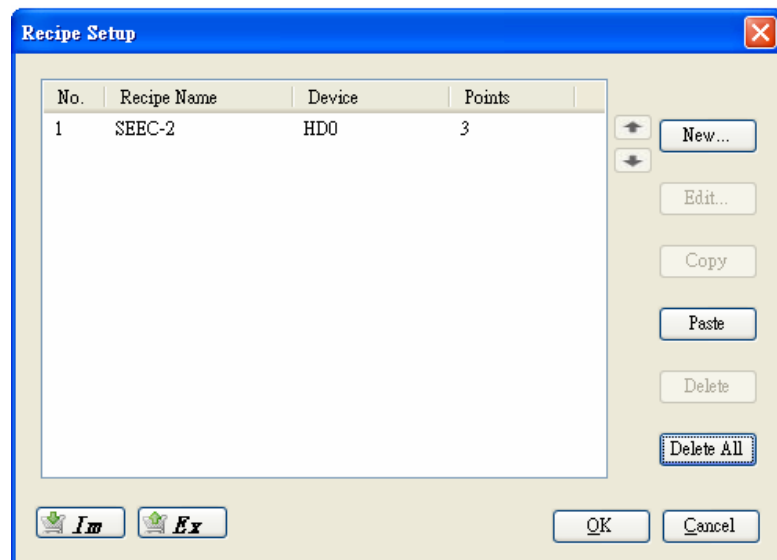 Recipe Setup
No. Recipe Name Device Points
1 SEEC-2 HD0 3
New...
Edit...
Copy
Paste
Delete
Delete All
Im Ex OK Cancel